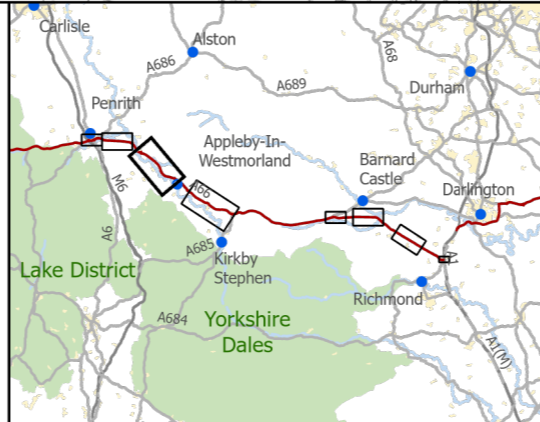 Carlisle
Alston
A68
A686
A689
Durham
Penrith
Appleby-In-
Westmorland
Barnard
Castle
Darlington
M6
A66
A6
A685
A1
Lake District
Kirkby
Stephen
Richmond
A684
Yorkshire
Dales
A1(M)